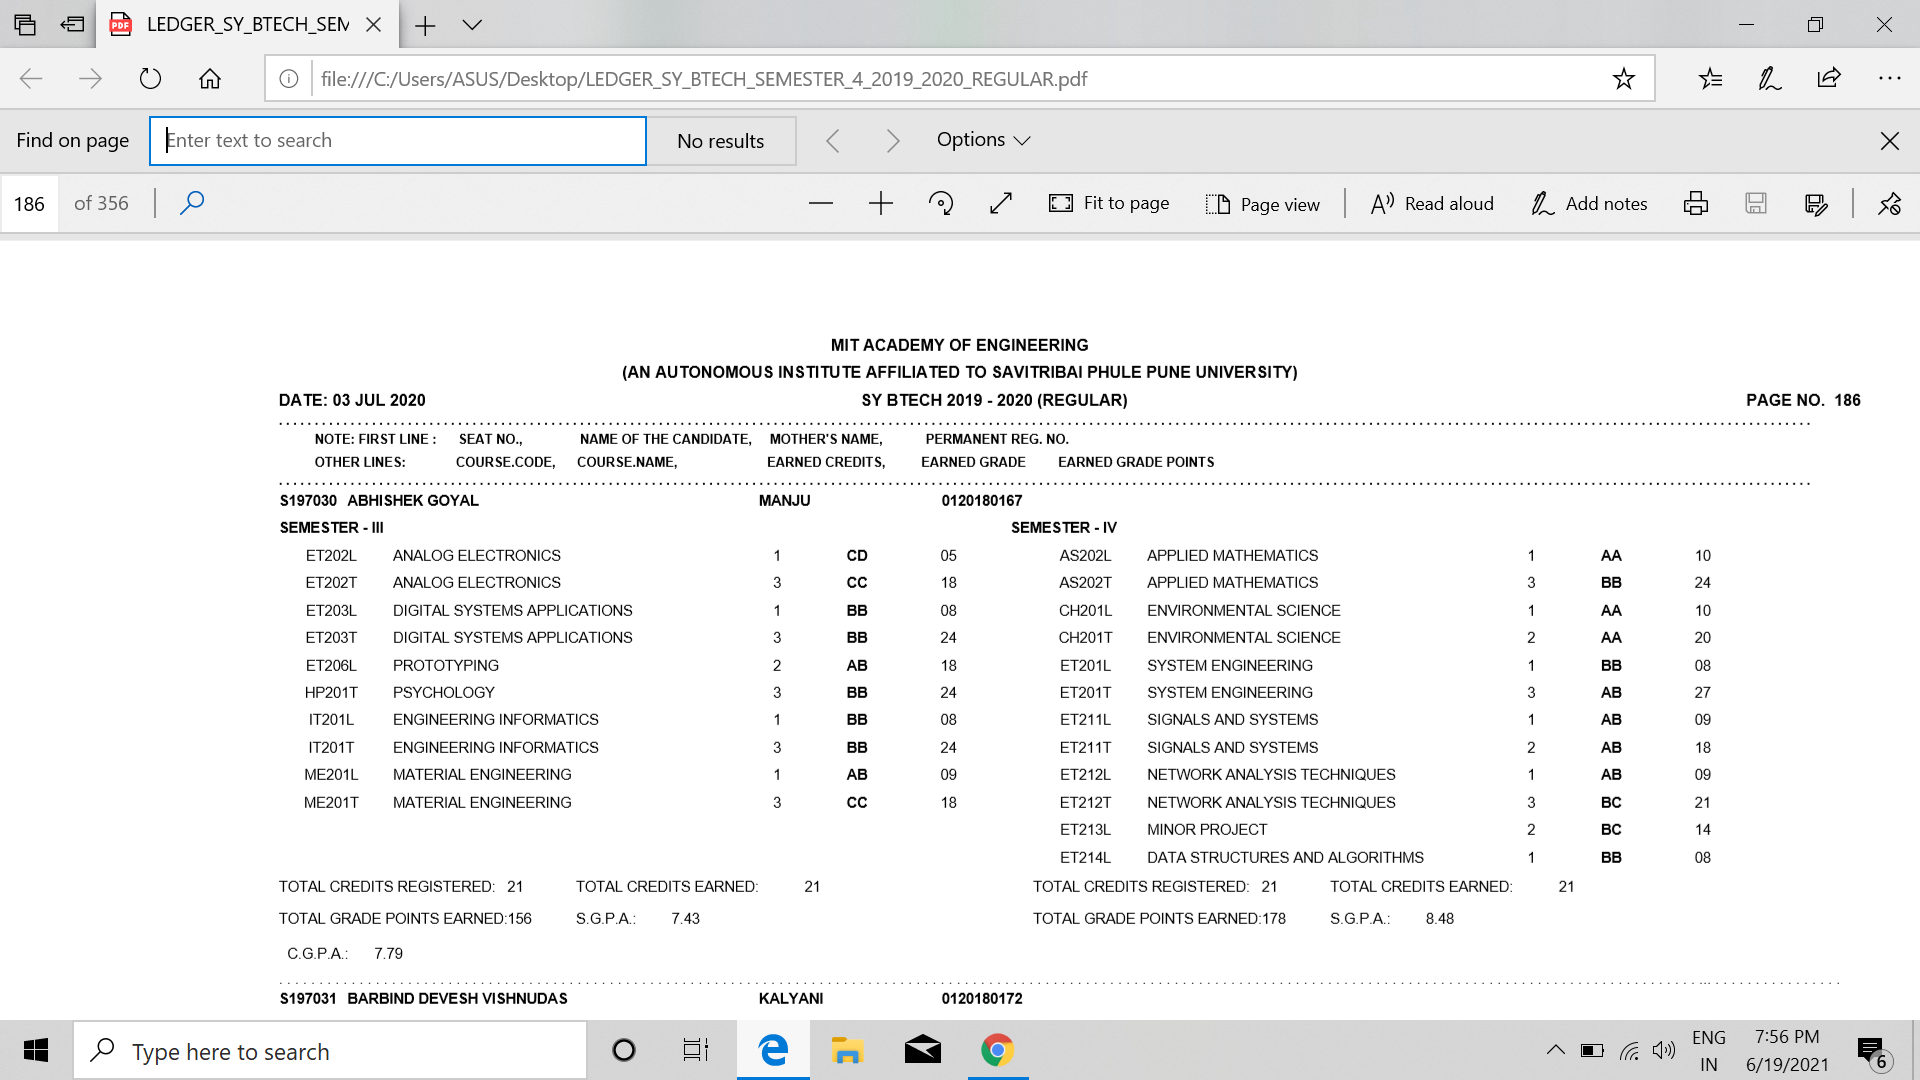 LEDGER_SY_BTECH_SEM
file:///C:/Users/ASUS/Desktop/LEDGER_SY_BTECH_SEMESTER_4_2019_2020_REGULAR.pdf
Find on page Enter text to search No results Options
186 of 356 Fit to page Page view Read aloud Add notes
MIT ACADEMY OF ENGINEERING
(AN AUTONOMOUS INSTITUTE AFFILIATED TO SAVITRIBAI PHULE PUNE UNIVERSITY)
DATE: 03 JUL 2020 SY BTECH 2019 - 2020 (REGULAR) PAGE NO. 186
NOTE: FIRST LINE : SEAT NO., NAME OF THE CANDIDATE, MOTHER'S NAME, PERMANENT REG. NO.
OTHER LINES: COURSE.CODE, COURSE.NAME, EARNED CREDITS, EARNED GRADE EARNED GRADE POINTS
S197030 ABHISHEK GOYAL MANJU 0120180167
SEMESTER - III SEMESTER - IV
ET202L ANALOG ELECTRONICS 1 CD 05 AS202L APPLIED MATHEMATICS 1 AA 10
ET202T ANALOG ELECTRONICS 3 CC 18 AS202T APPLIED MATHEMATICS 3 BB 24
ET203L DIGITAL SYSTEMS APPLICATIONS 1 BB 08 CH201L ENVIRONMENTAL SCIENCE 1 AA 10
ET203T DIGITAL SYSTEMS APPLICATIONS 3 BB 24 CH201T ENVIRONMENTAL SCIENCE 2 AA 20
ET206L PROTOTYPING 2 AB 18 ET201L SYSTEM ENGINEERING 1 BB 08
HP201T PSYCHOLOGY 3 BB 24 ET201T SYSTEM ENGINEERING 3 AB 27
IT201L ENGINEERING INFORMATICS 1 BB 08 ET211L SIGNALS AND SYSTEMS 1 AB 09
IT201T ENGINEERING INFORMATICS 3 BB 24 ET211T SIGNALS AND SYSTEMS 2 AB 18
ME201L MATERIAL ENGINEERING 1 AB 09 ET212L NETWORK ANALYSIS TECHNIQUES 1 AB 09
ME201T MATERIAL ENGINEERING 3 CC 18 ET212T NETWORK ANALYSIS TECHNIQUES 3 BC 21
ET213L MINOR PROJECT 2 BC 14
ET214L DATA STRUCTURES AND ALGORITHMS 1 BB 08
TOTAL CREDITS REGISTERED: 21 TOTAL CREDITS EARNED: 21 TOTAL CREDITS REGISTERED: 21 TOTAL CREDITS EARNED: 21
TOTAL GRADE POINTS EARNED:156 S.G.P.A.: 7.43 TOTAL GRADE POINTS EARNED:178 S.G.P.A.: 8.48
C.G.P.A.: 7.79
S197031 BARBIND DEVESH VISHNUDAS KALYANI 0120180172
Type here to search ENG 7:56 PM
IN 6/19/2021 6